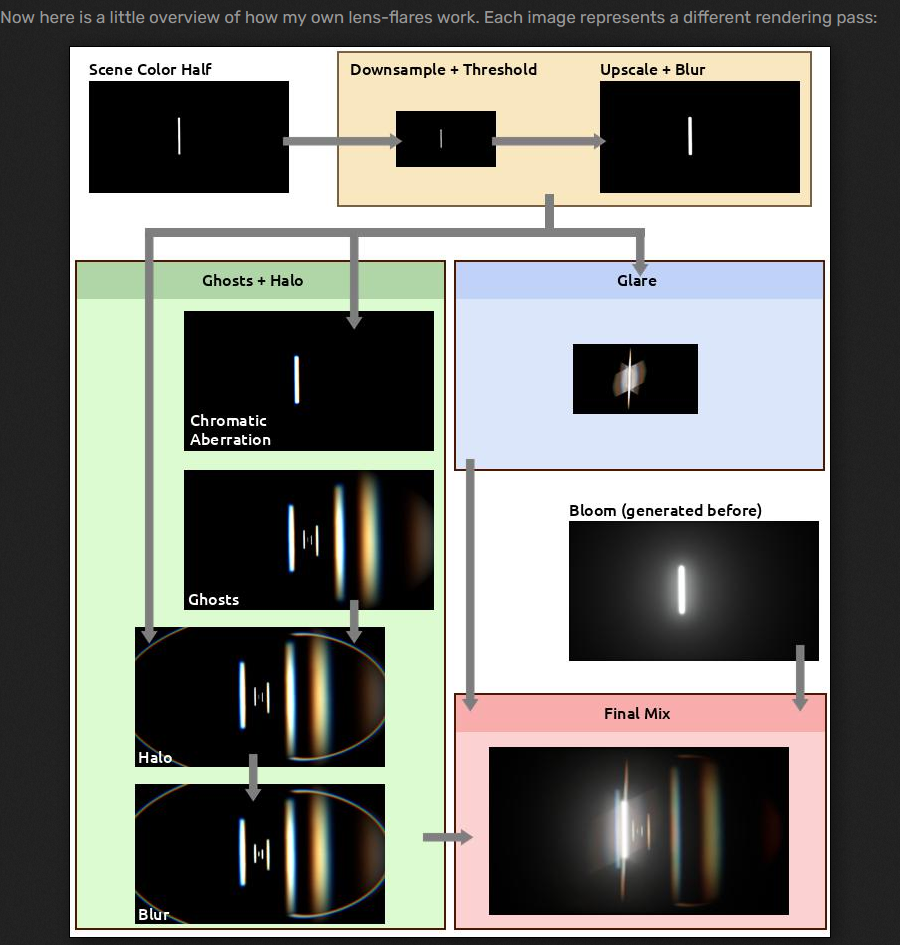 Now here is a little overview of how my own lens-flares work. Each image represents a different rendering pass:
Scene Color Half
Downsample + Threshold
Upscale + Blur
Ghosts + Halo
Glare
Chromatic
Aberration
Ghosts
Bloom (generated before)
Halo
Final Mix
Blur